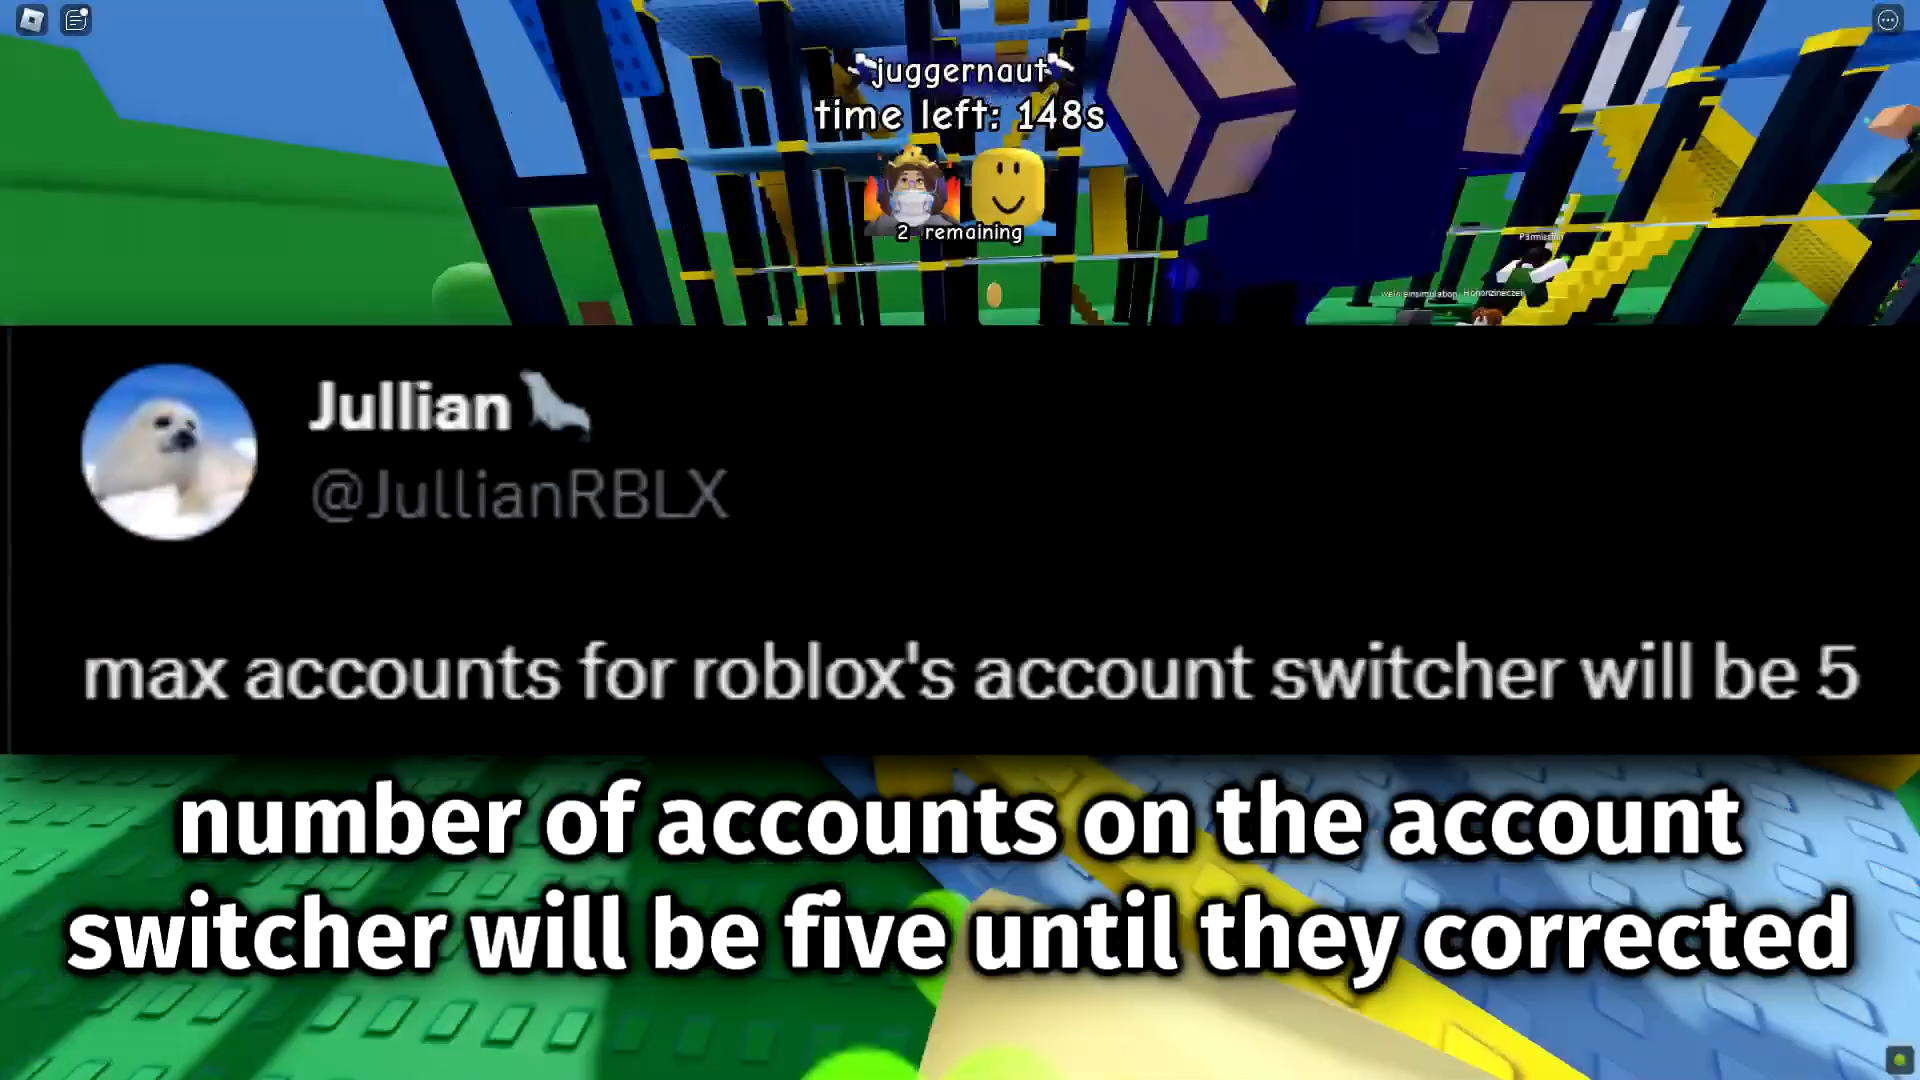 juggernaut
time left: 148s
2 remaining
Hononzineczeli
Jullian
@JullianRBLX
max accounts for roblox's account switcher will be 5
number of accounts on the account
switcher will be five until they corrected